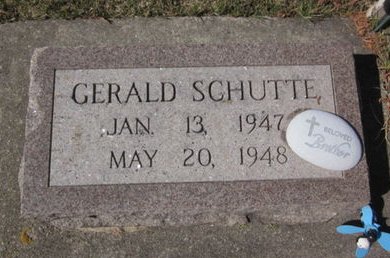 GERALD SCHUTTE
JAN. 13, 1947
MAY 20, 1948
BELOVED
Brother